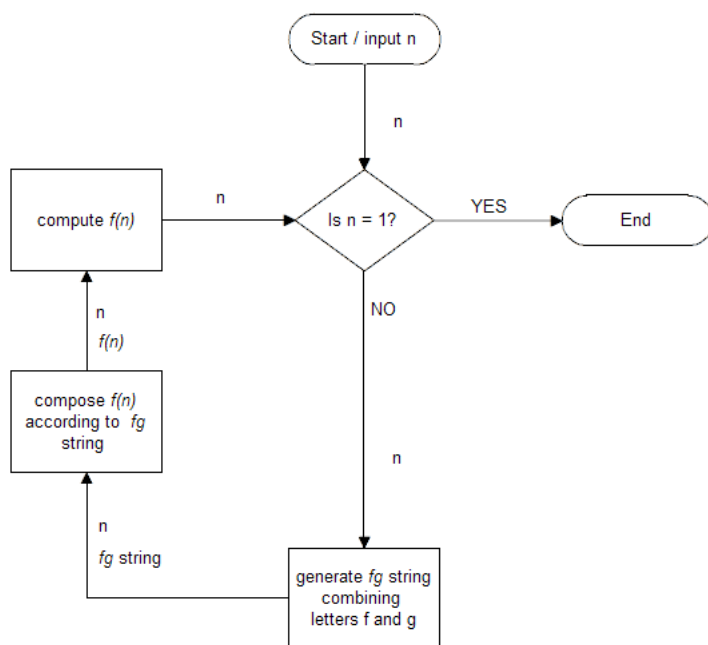 Start / input n
n
compute f(n)
n
Is n = 1?
YES
End
NO
n
f(n)
compose f(n)
according to fg
string
n
n
fg string
generate fg string
combining
letters f and g